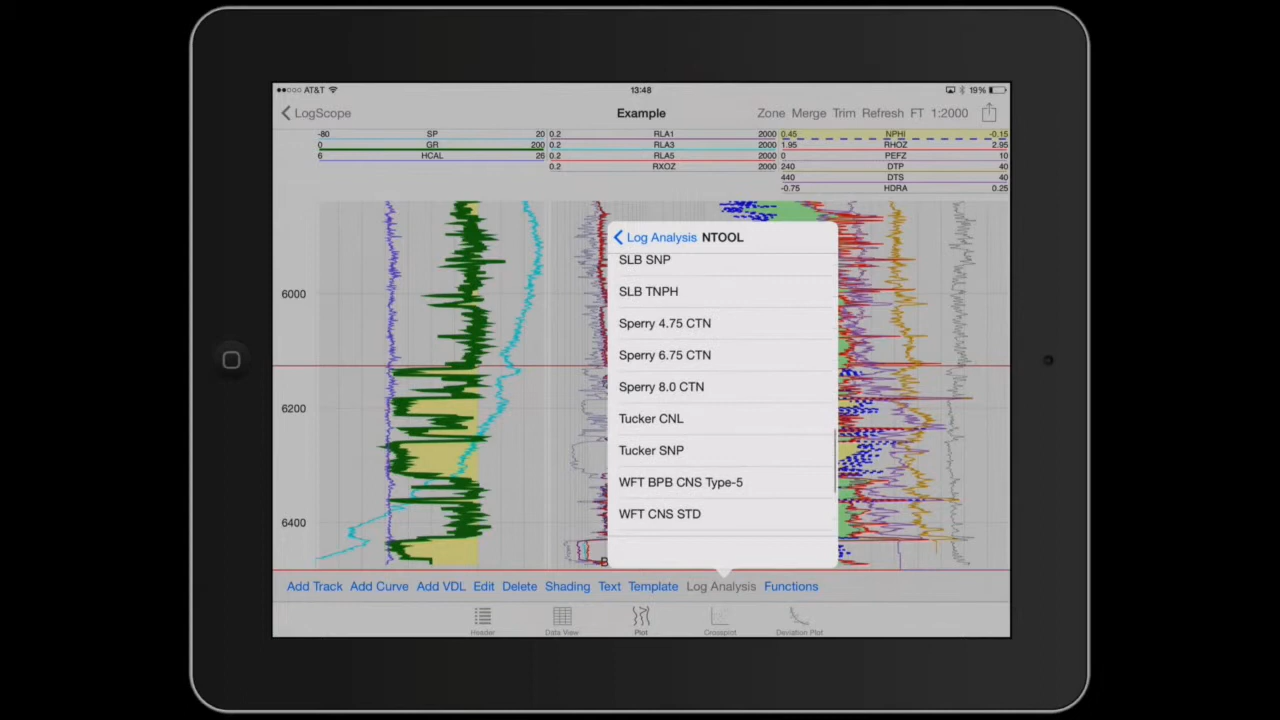 ●●○○○ AT&T 13:48 19%
LogScope Example Zone Merge Trim Refresh FT 1:2000
-80 SP 20 0.2 RLA1 2000 0.45 NPHI -0.15
0 GR 200 0.2 RLA3 2000 1.95 RHOZ 2.95
6 HCAL 26 0.2 RLA5 2000 0 PEFZ 10
0.2 RXOZ 2000 240 DTP 40
440 DTS 40
-0.75 HDRA 0.25
Log Analysis NTOOL
SLB SNP
SLB TNPH
6000
Sperry 4.75 CTN
Sperry 6.75 CTN
Sperry 8.0 CTN
6200
Tucker CNL
Tucker SNP
WFT BPB CNS Type-5
WFT CNS STD
6400
Add Track Add Curve Add VDL Edit Delete Shading Text Template Log Analysis Functions
Header Data View Plot Crossplot Deviation Plot